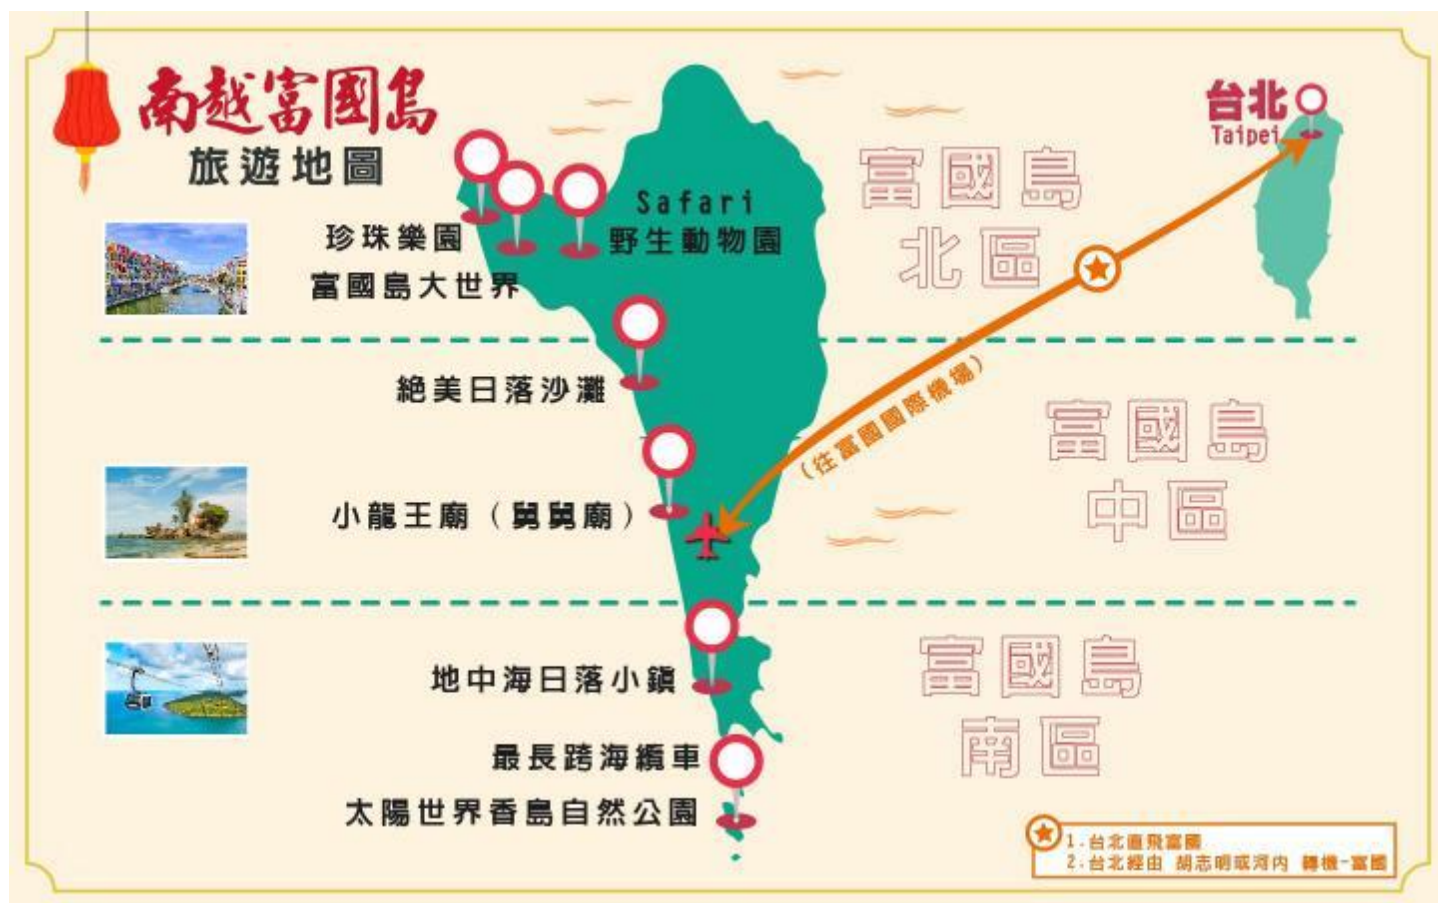 南越富國島
旅遊地圖
台北
Taipei
富國島
北區
珍珠樂園
富國島大世界
Safari
野生動物園
絕美日落沙灘
(往富國國際機場)
富國島
中區
小龍王廟（舅舅廟）
富國島
南區
地中海日落小鎮
最長跨海纜車
太陽世界香島自然公園
1.台北直飛富國
2.台北經由 胡志明或河內 轉機-富國